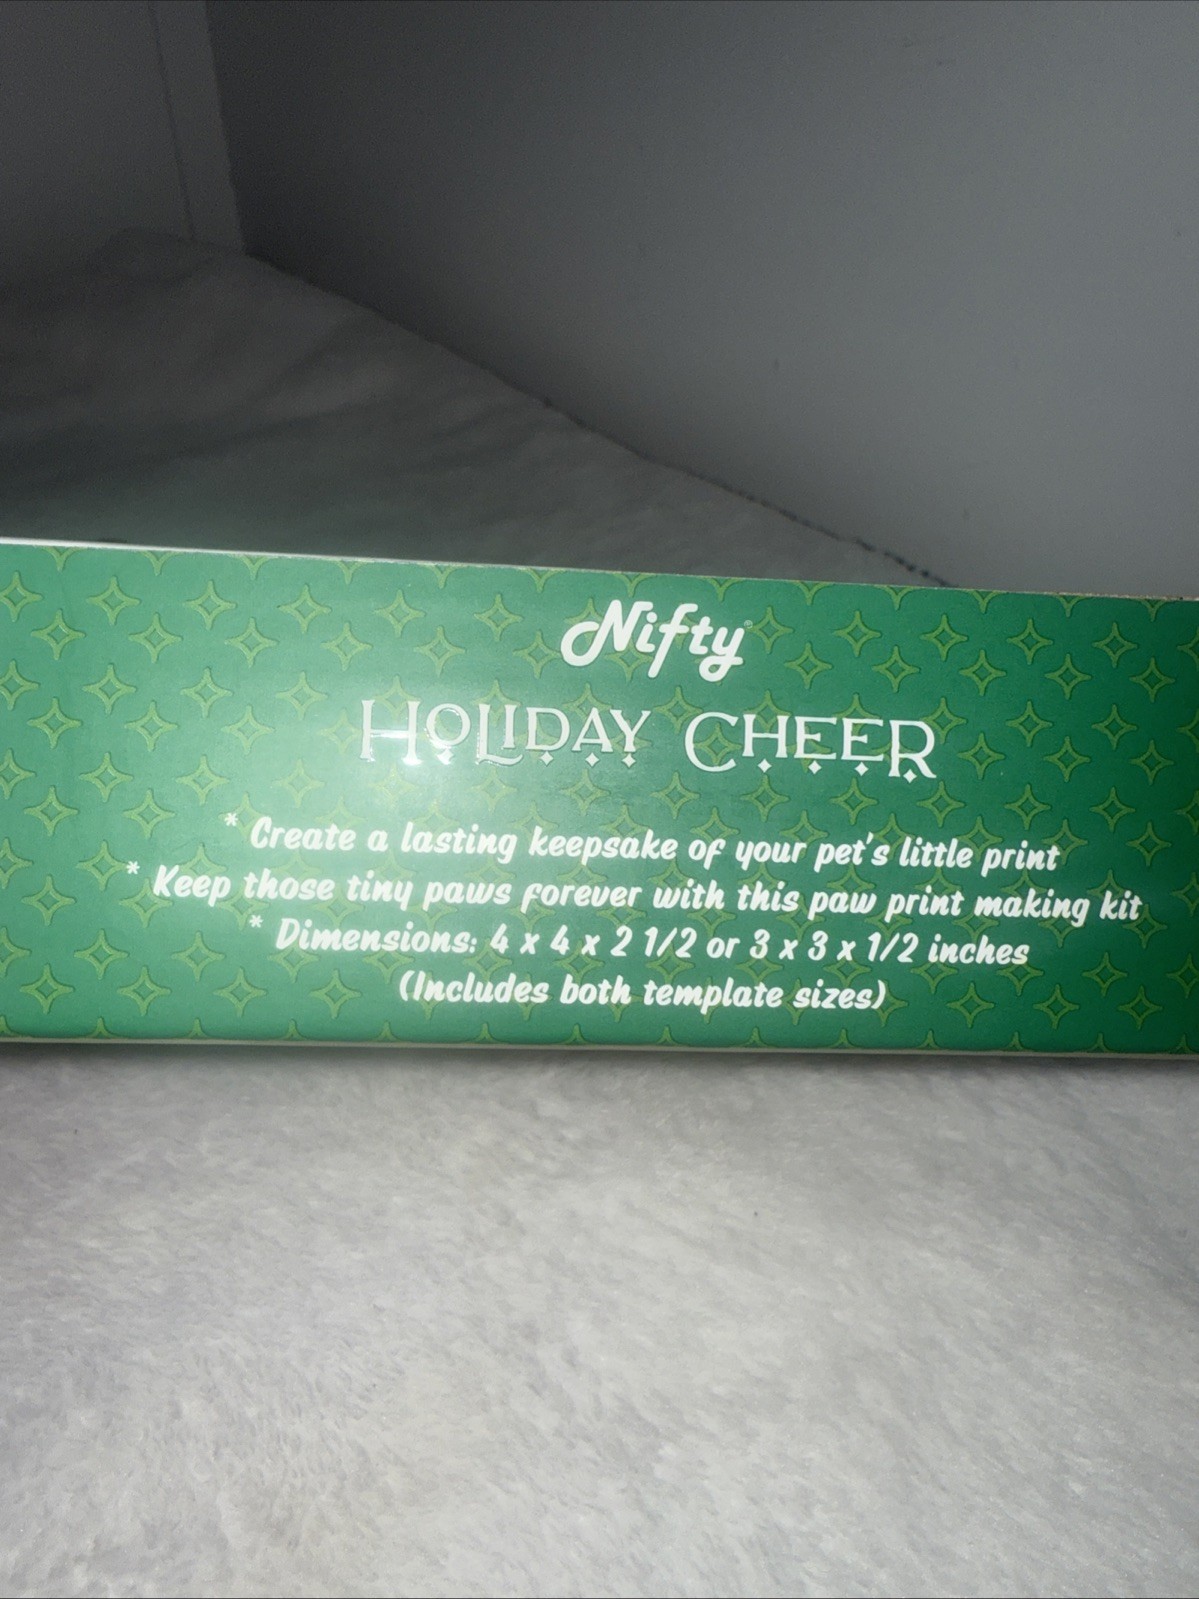 Nifty®
HOLIDAY CHEER
* Create a lasting keepsake of your pet's little print
* Keep those tiny paws forever with this paw print making kit
* Dimensions: 4 x 4 x 2 1/2 or 3 x 3 x 1/2 inches
(Includes both template sizes)